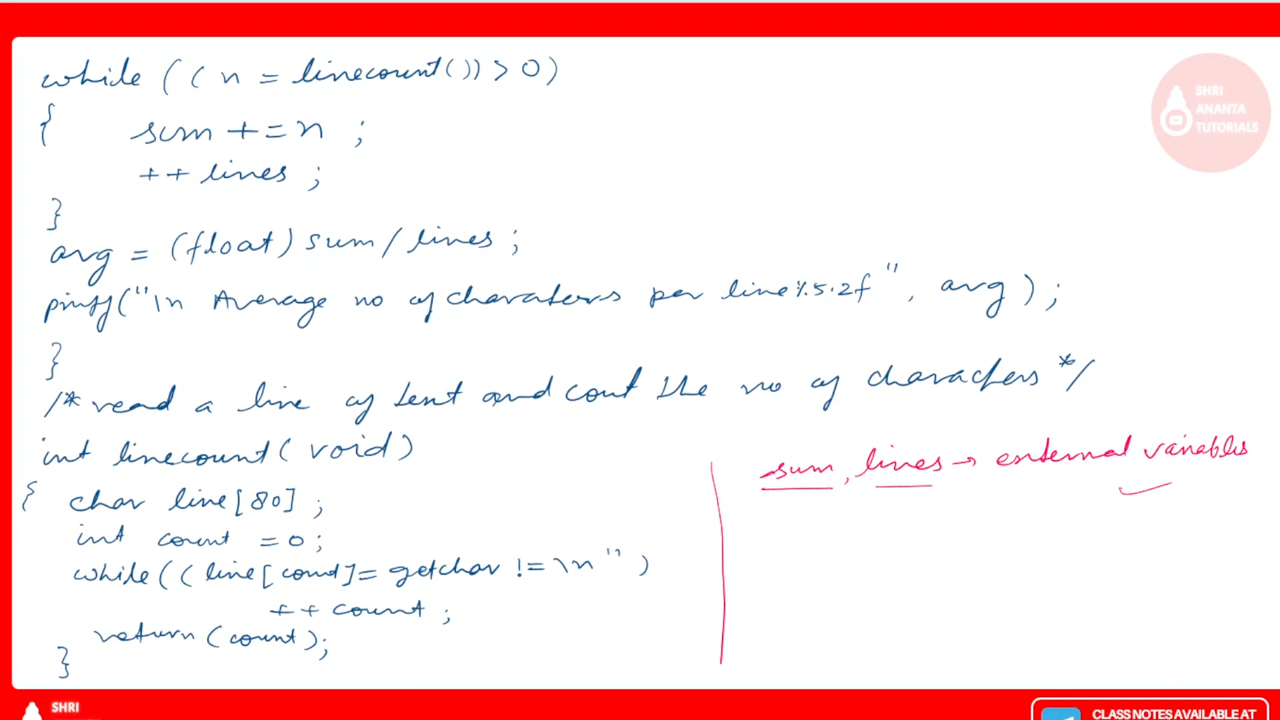 while ( ( n = linecount( ) ) > 0 )
{ sum + = n ;
+ + lines ;
}
avg = (float) sum / lines ;
printf ("\n Average no of charaters per line %5.2f " , avg ) ;
}
/* read a line of text and cout the no of characters */
int linecount ( void )
{ char line [ 80 ] ;
int count = 0 ;
while ( ( line [ count ] = getchar != \n " )
+ + count ;
return ( count ) ;
}
sum , lines → external variables
SHRI
ANANTA
TUTORIALS
SHRI
CLASS NOTES AVAILABLE AT